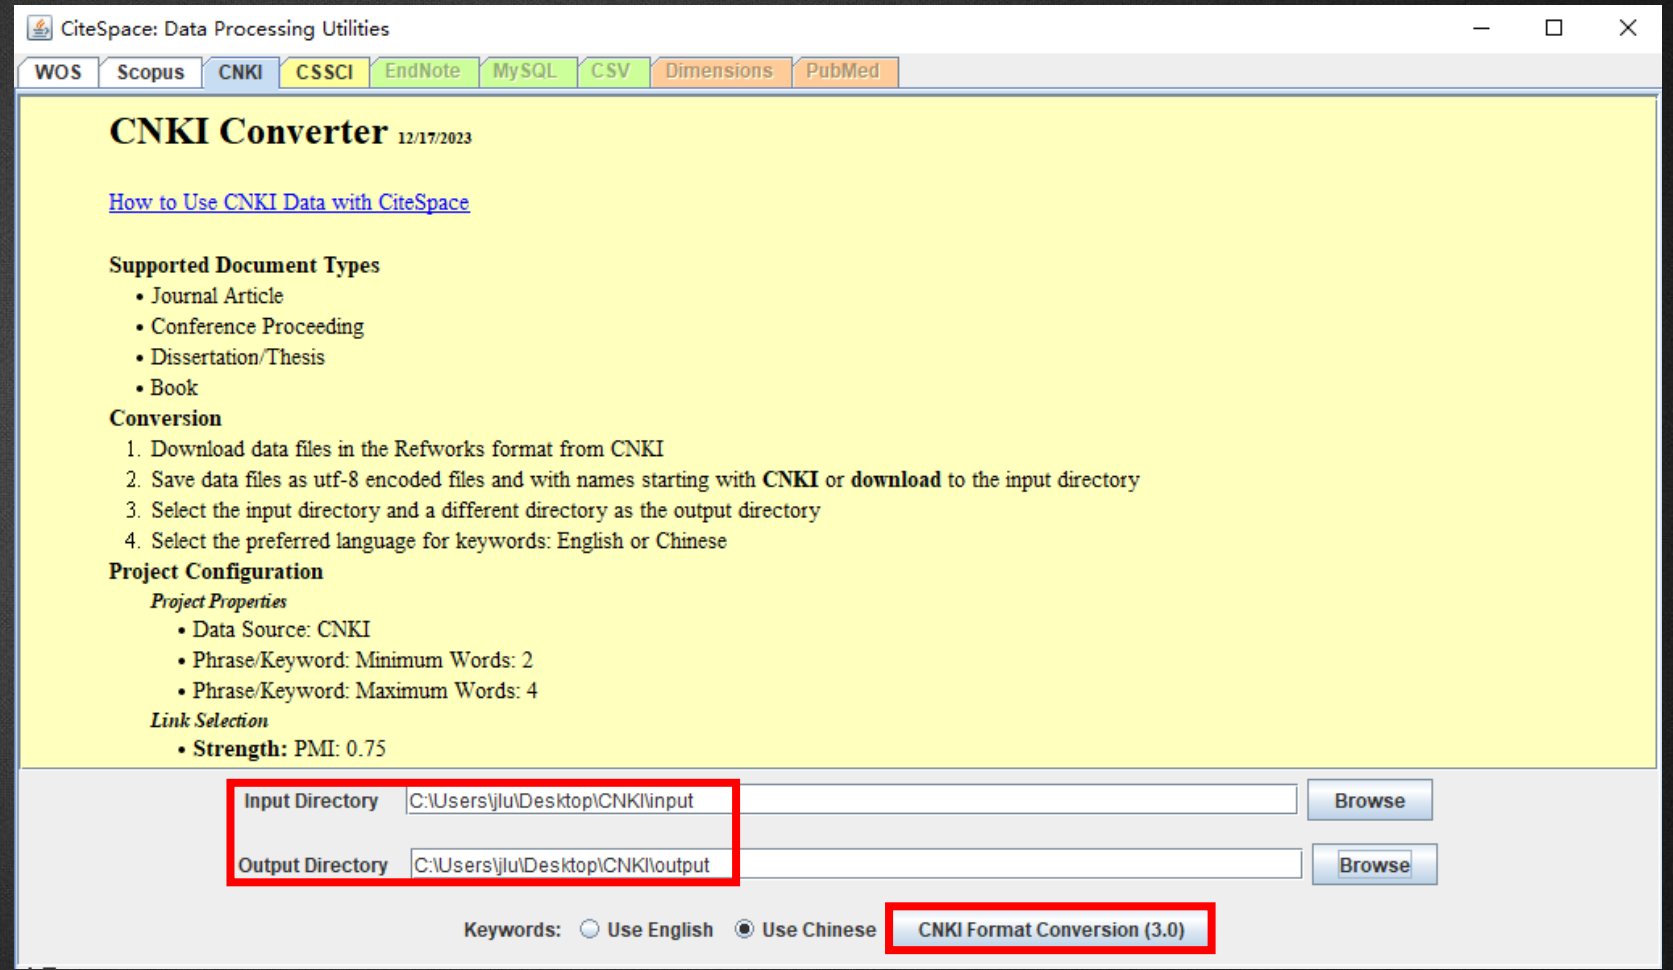 CiteSpace: Data Processing Utilities
WOS Scopus CNKI CSSCI EndNote MySQL CSV Dimensions PubMed
CNKI Converter 12/17/2023
How to Use CNKI Data with CiteSpace
Supported Document Types
• Journal Article
• Conference Proceeding
• Dissertation/Thesis
• Book
Conversion
1. Download data files in the Refworks format from CNKI
2. Save data files as utf-8 encoded files and with names starting with CNKI or download to the input directory
3. Select the input directory and a different directory as the output directory
4. Select the preferred language for keywords: English or Chinese
Project Configuration
Project Properties
• Data Source: CNKI
• Phrase/Keyword: Minimum Words: 2
• Phrase/Keyword: Maximum Words: 4
Link Selection
• Strength: PMI: 0.75
Input Directory C:\Users\jlu\Desktop\CNKI\input Browse
Output Directory C:\Users\jlu\Desktop\CNKI\output Browse
Keywords: Use English Use Chinese CNKI Format Conversion (3.0)